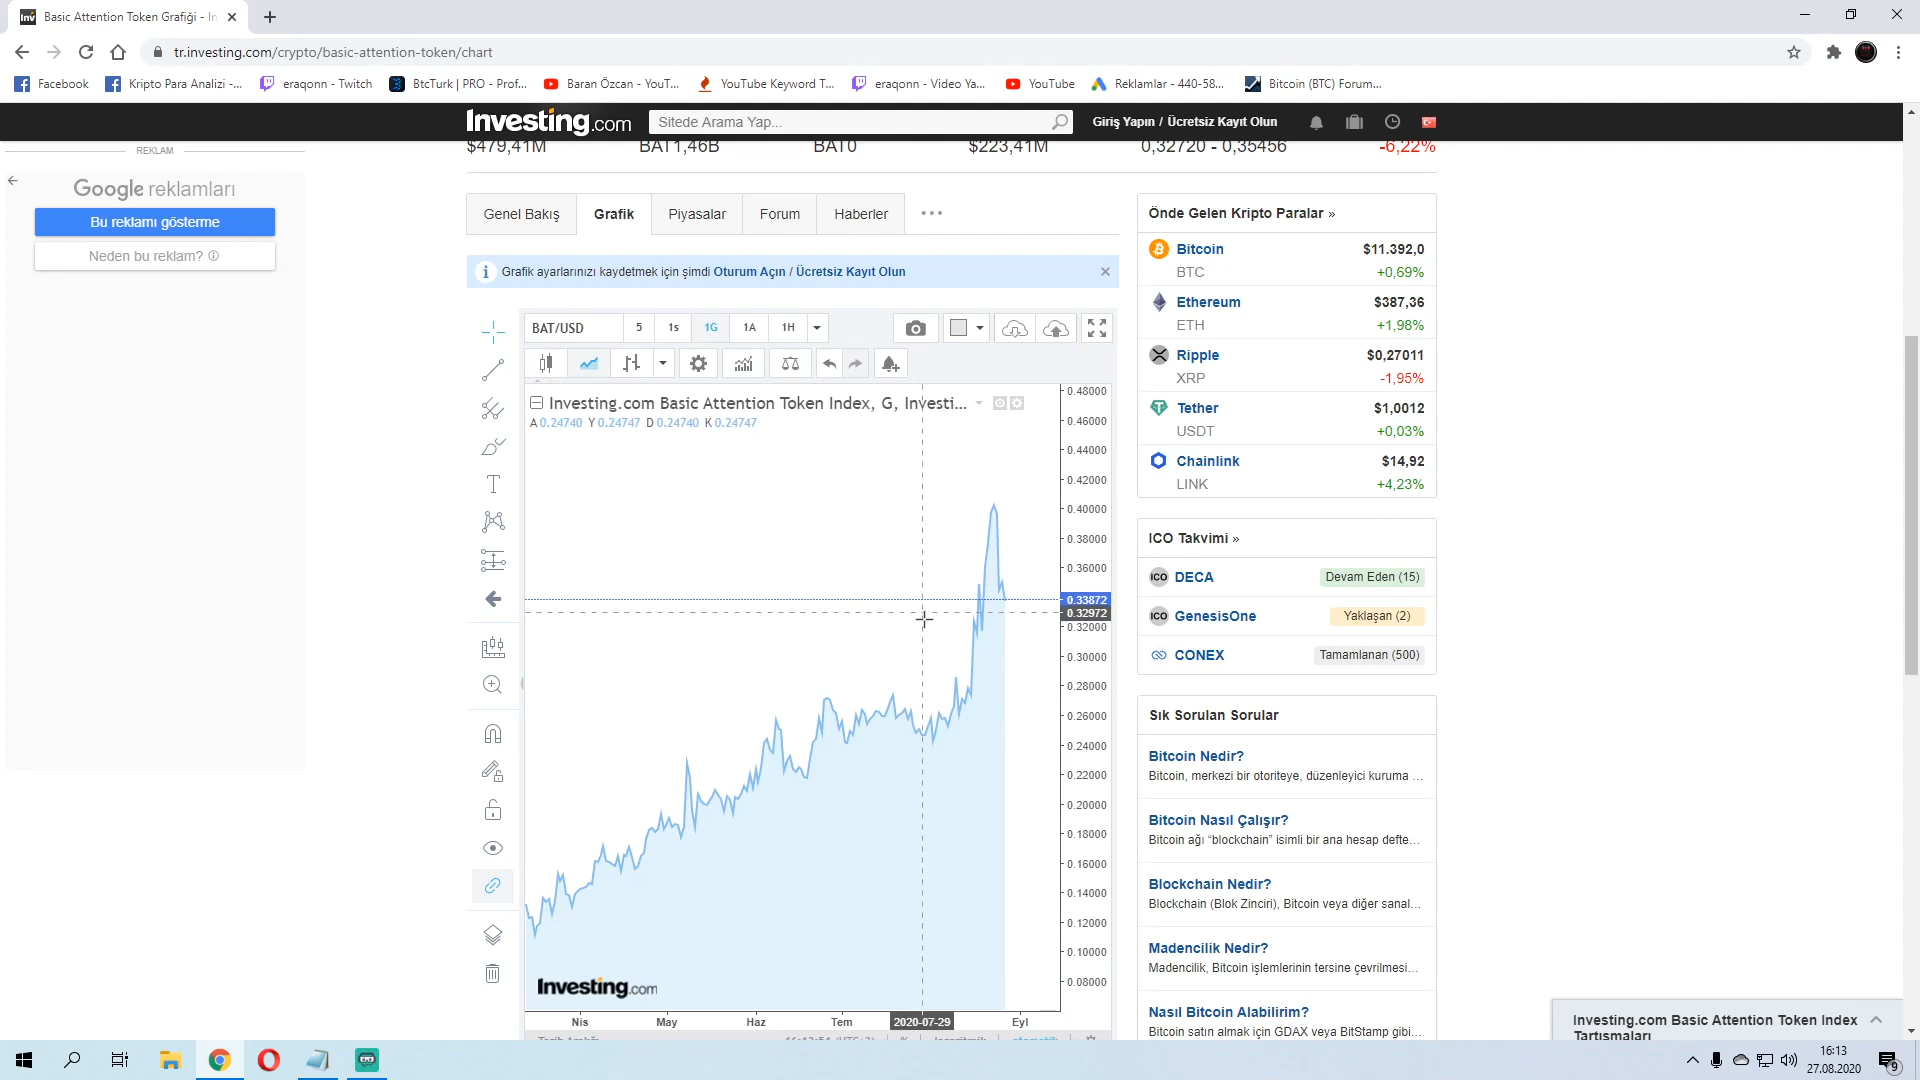 Basic Attention Token Grafiği - In
tr.investing.com/crypto/basic-attention-token/chart
Facebook
Kripto Para Analizi -...
eraqonn - Twitch
BtcTurk | PRO - Prof...
Baran Özcan - YouT...
YouTube Keyword T...
eraqonn - Video Ya...
YouTube
Reklamlar - 440-58...
Bitcoin (BTC) Forum...
Investing.com
Sitede Arama Yap...
Giriş Yapın / Ücretsiz Kayıt Olun
$479,41M
BAT1,46B
BAT0
$223,41M
0,32720 - 0,35456
-6,22%
REKLAM
Google reklamları
Bu reklamı gösterme
Neden bu reklam?
Genel Bakış
Grafik
Piyasalar
Forum
Haberler
Grafik ayarlarınızı kaydetmek için şimdi Oturum Açın / Ücretsiz Kayıt Olun
BAT/USD
5
1s
1G
1A
1H
Investing.com Basic Attention Token Index, G, Investi...
A 0.24740 Y 0.24747 D 0.24740 K 0.24747
0.48000
0.46000
0.44000
0.42000
0.40000
0.38000
0.36000
0.33872
0.32972
0.32000
0.30000
0.28000
0.26000
0.24000
0.22000
0.20000
0.18000
0.16000
0.14000
0.12000
0.10000
0.08000
Investing.com
Nis
May
Haz
Tem
2020-07-29
Eyl
Önde Gelen Kripto Paralar »
Bitcoin $11.392,0
BTC +0,69%
Ethereum $387,36
ETH +1,98%
Ripple $0,27011
XRP -1,95%
Tether $1,0012
USDT +0,03%
Chainlink $14,92
LINK +4,23%
ICO Takvimi »
ICO DECA Devam Eden (15)
ICO GenesisOne Yaklaşan (2)
CONEX Tamamlanan (500)
Sık Sorulan Sorular
Bitcoin Nedir?
Bitcoin, merkezi bir otoriteye, düzenleyici kuruma ...
Bitcoin Nasıl Çalışır?
Bitcoin ağı “blockchain” isimli bir ana hesap defte...
Blockchain Nedir?
Blockchain (Blok Zinciri), Bitcoin veya diğer sanal...
Madencilik Nedir?
Madencilik, Bitcoin işlemlerinin tersine çevrilmesi...
Nasıl Bitcoin Alabilirim?
Bitcoin satın almak için GDAX veya BitStamp gibi...
Investing.com Basic Attention Token Index
Tartışmaları
16:13
27.08.2020
9